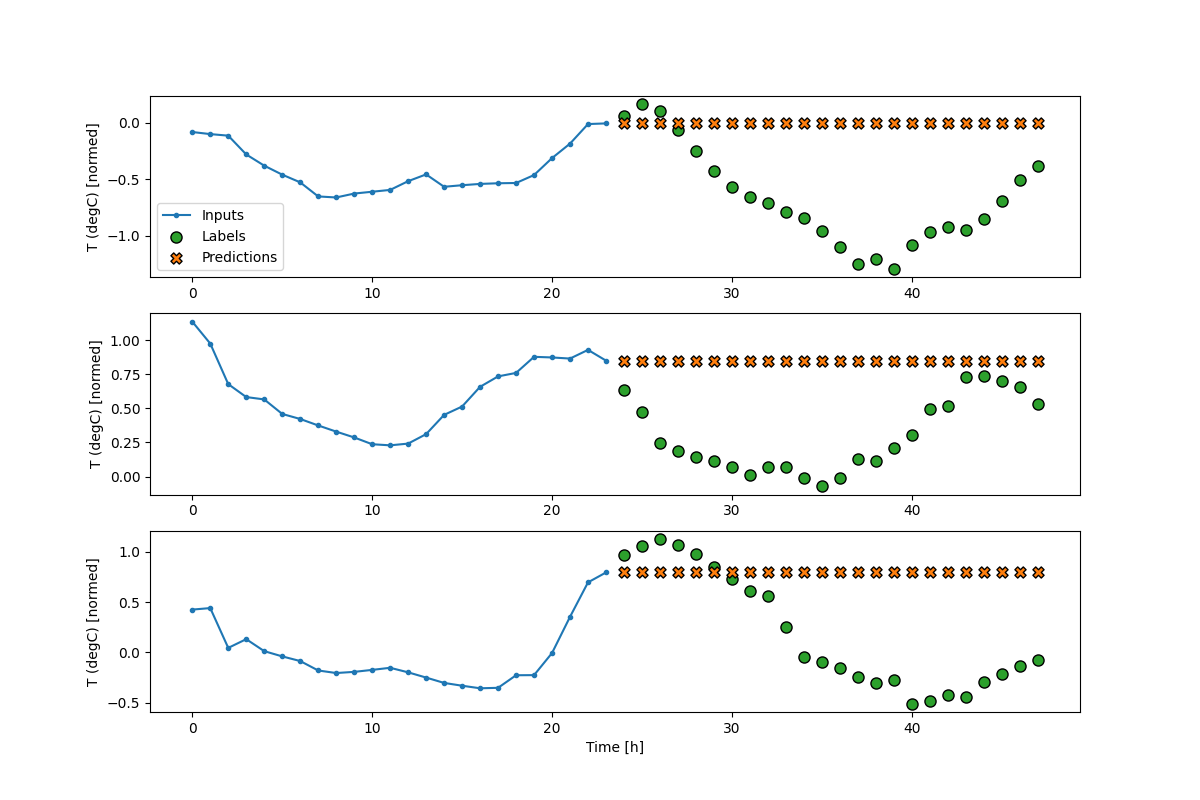 T (degC) [normed]
0.0
−0.5
−1.0
Inputs
Labels
Predictions
0 10 20 30 40
T (degC) [normed]
1.00
0.75
0.50
0.25
0.00
0 10 20 30 40
T (degC) [normed]
1.0
0.5
0.0
−0.5
0 10 20 30 40
Time [h]